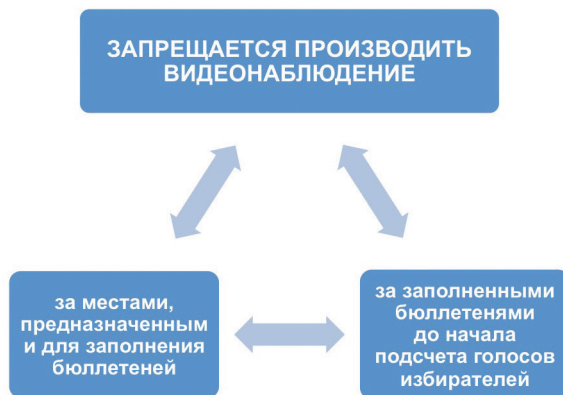 ЗАПРЕЩАЕТСЯ ПРОИЗВОДИТЬ
ВИДЕОНАБЛЮДЕНИЕ
за местами,
предназначенным
и для заполнения
бюллетеней
за заполненными
бюллетенями
до начала
подсчета голосов
избирателей